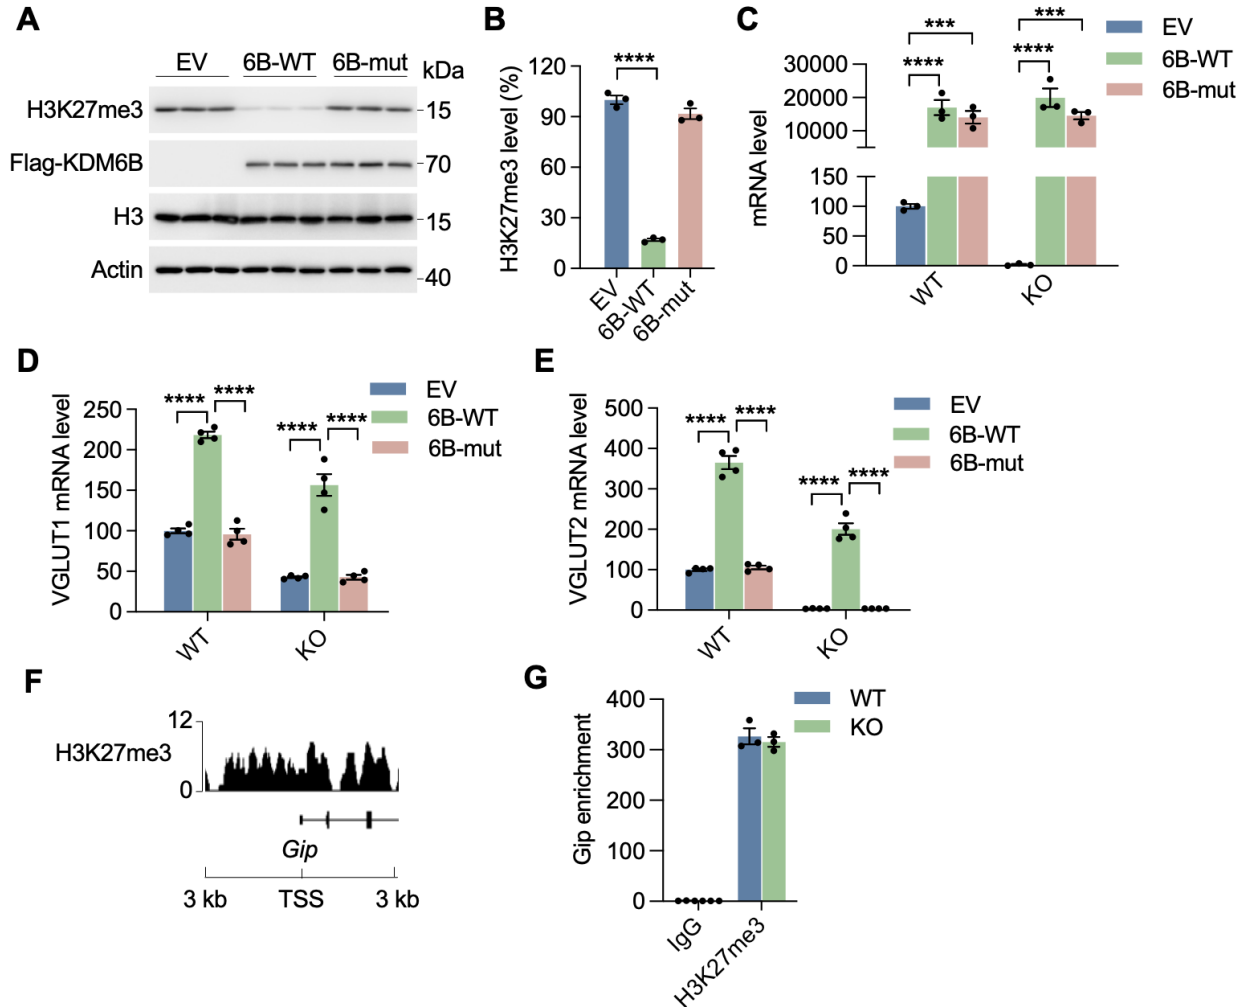 A
EV 6B-WT 6B-mut
kDa
H3K27me3
15
Flag-KDM6B
70
H3
15
Actin
40
B
H3K27me3 level (%)
120
90
60
30
0
****
EV
6B-WT
6B-mut
C
mRNA level
30000
20000
10000
150
100
50
0
****
***
****
***
WT
KO
EV
6B-WT
6B-mut
D
VGLUT1 mRNA level
250
200
150
100
50
0
****
****
****
****
WT
KO
EV
6B-WT
6B-mut
E
VGLUT2 mRNA level
500
400
300
200
100
0
****
****
****
****
WT
KO
EV
6B-WT
6B-mut
F
12
H3K27me3
0
Gip
3 kb TSS 3 kb
G
Gip enrichment
400
300
200
100
0
IgG
H3K27me3
WT
KO